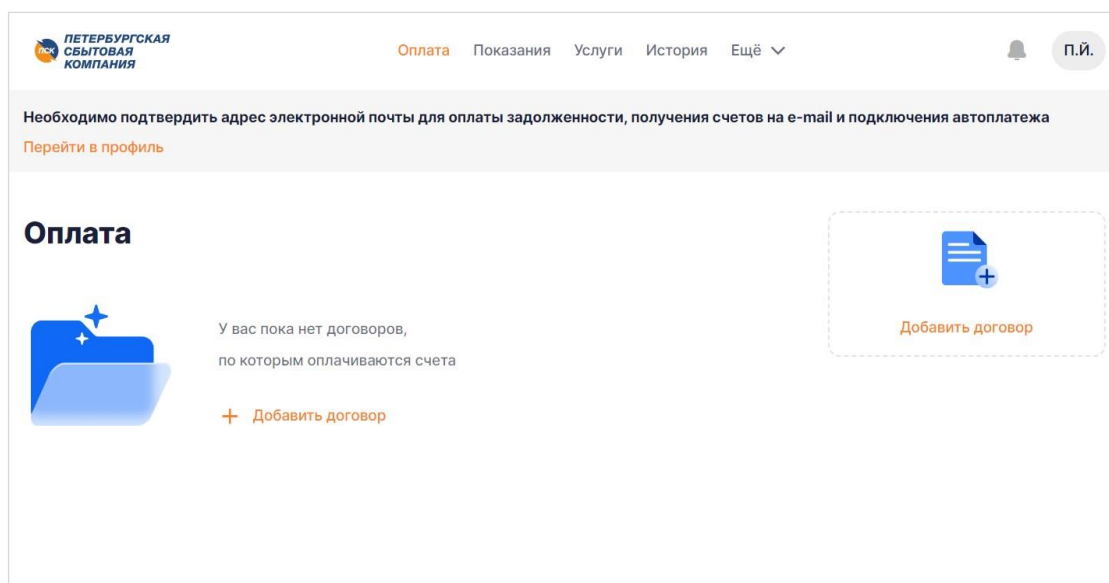 ПСК
ПЕТЕРБУРГСКАЯ
СБЫТОВАЯ
КОМПАНИЯ
Оплата Показания Услуги История Ещё
П.Й.
Необходимо подтвердить адрес электронной почты для оплаты задолженности, получения счетов на e-mail и подключения автоплатежа
Перейти в профиль
Оплата
У вас пока нет договоров,
по которым оплачиваются счета
Добавить договор
Добавить договор